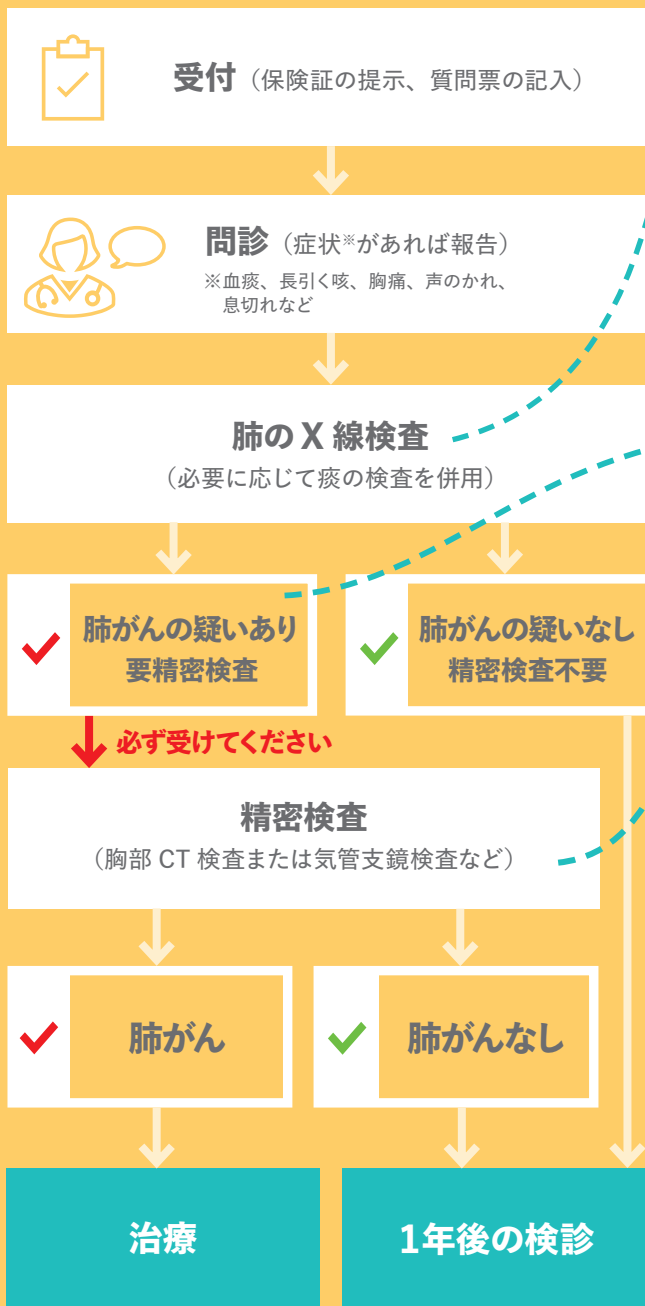 受付（保険証の提示、質問票の記入）
問診（症状※があれば報告）
※血痰、長引く咳、胸痛、声のかれ、
息切れなど
肺のX線検査
（必要に応じて痰の検査を併用）
肺がんの疑いあり
要精密検査
肺がんの疑いなし
精密検査不要
必ず受けてください
精密検査
（胸部 CT 検査または気管支鏡検査など）
肺がん
肺がんなし
治療
1年後の検診